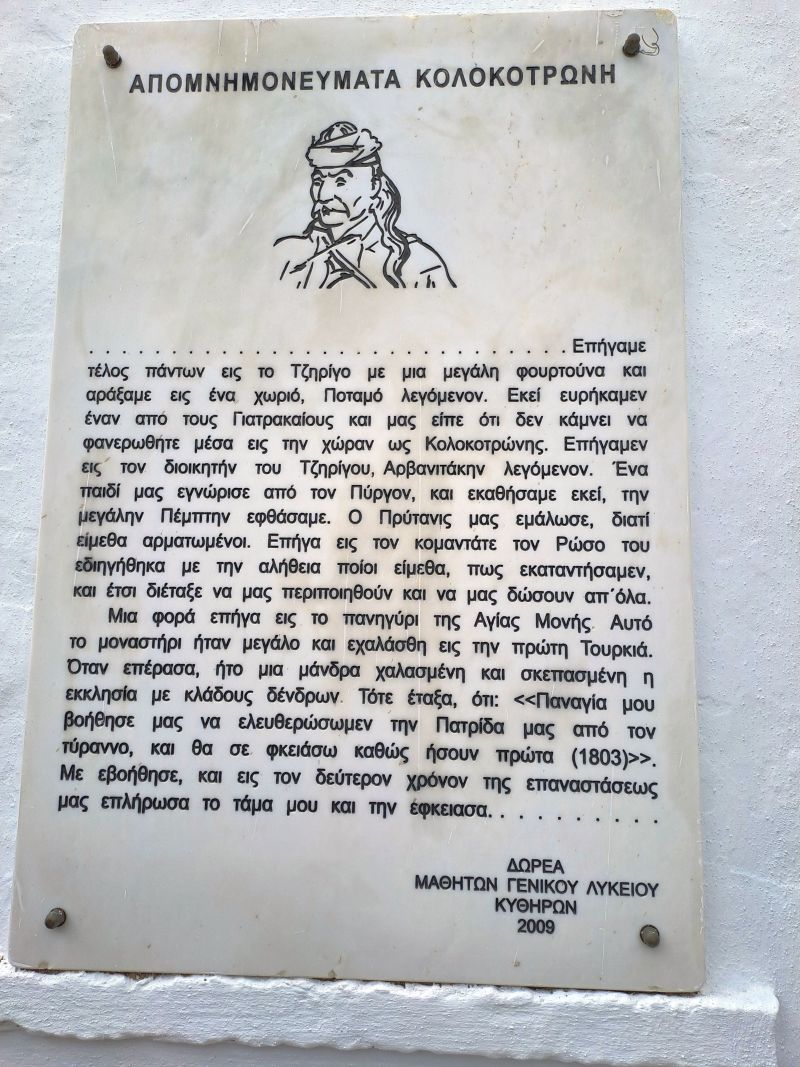 ΑΠΟΜΝΗΜΟΝΕΥΜΑΤΑ ΚΟΛΟΚΟΤΡΩΝΗ
. . . . . . . . . . . . . . . . . . . . . . . . . . . . . . . . . Επήγαμε
τέλος πάντων εις το Τζηρίγο με μια μεγάλη φουρτούνα και
αράξαμε εις ένα χωριό, Ποταμό λεγόμενον. Εκεί ευρήκαμεν
έναν από τους Γιατρακαίους και μας είπε ότι δεν κάμνει να
φανερωθήτε μέσα εις την χώραν ως Κολοκοτρώνης. Επήγαμεν
εις τον διοικητήν του Τζηρίγου, Αρβανιτάκην λεγόμενον. Ένα
παιδί μας εγνώρισε από τον Πύργον, και εκαθήσαμε εκεί, την
μεγάλην Πέμπτην εφθάσαμε. Ο Πρύτανις μας εμάλωσε, διατί
είμεθα αρματωμένοι. Επήγα εις τον κομαντάτε τον Ρώσο του
εδιηγήθηκα με την αλήθεια ποίοι είμεθα, πως εκαταντήσαμεν,
και έτσι διέταξε να μας περιποιηθούν και να μας δώσουν απ΄όλα.
Μια φορά επήγα εις το πανηγύρι της Αγίας Μονής. Αυτό
το μοναστήρι ήταν μεγάλο και εχαλάσθη εις την πρώτη Τουρκιά.
Όταν επέρασα, ήτο μια μάνδρα χαλασμένη και σκεπασμένη η
εκκλησία με κλάδους δένδρων. Τότε έταξα, ότι: <<Παναγία μου
βοήθησε μας να ελευθερώσωμεν την Πατρίδα μας από τον
τύραννο, και θα σε φκειάσω καθώς ήσουν πρώτα (1803)>>.
Με εβοήθησε, και εις τον δεύτερον χρόνον της επαναστάσεως
μας επλήρωσα το τάμα μου και την έφκειασα. . . . . . . . . . .
ΔΩΡΕΑ
ΜΑΘΗΤΩΝ ΓΕΝΙΚΟΥ ΛΥΚΕΙΟΥ
ΚΥΘΗΡΩΝ
2009